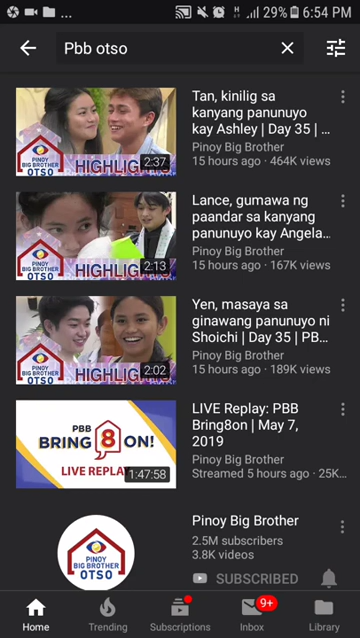 29% 6:54 PM
Pbb otso
Tan, kinilig sa
kanyang panunuyo
kay Ashley | Day 35 | ...
Pinoy Big Brother
15 hours ago · 464K views
PINOY
BIG BROTHER
OTSO
HIGHLIG
2:37
Lance, gumawa ng
paandar sa kanyang
panunuyo kay Angela...
Pinoy Big Brother
15 hours ago · 167K views
PINOY
BIG BROTHER
OTSO
HIGHLIG
2:13
Yen, masaya sa
ginawang panunuyo ni
Shoichi | Day 35 | PB...
Pinoy Big Brother
15 hours ago · 189K views
PINOY
BIG BROTHER
OTSO
HIGHLIG
2:02
LIVE Replay: PBB
Bring8on | May 7,
2019
Pinoy Big Brother
Streamed 5 hours ago · 25K...
PBB
BRING 8 ON!
LIVE REPLA
1:47:58
Pinoy Big Brother
2.5M subscribers
3.8K videos
SUBSCRIBED
PINOY
BIG BROTHER
OTSO
9+
Home Trending Subscriptions Inbox Library